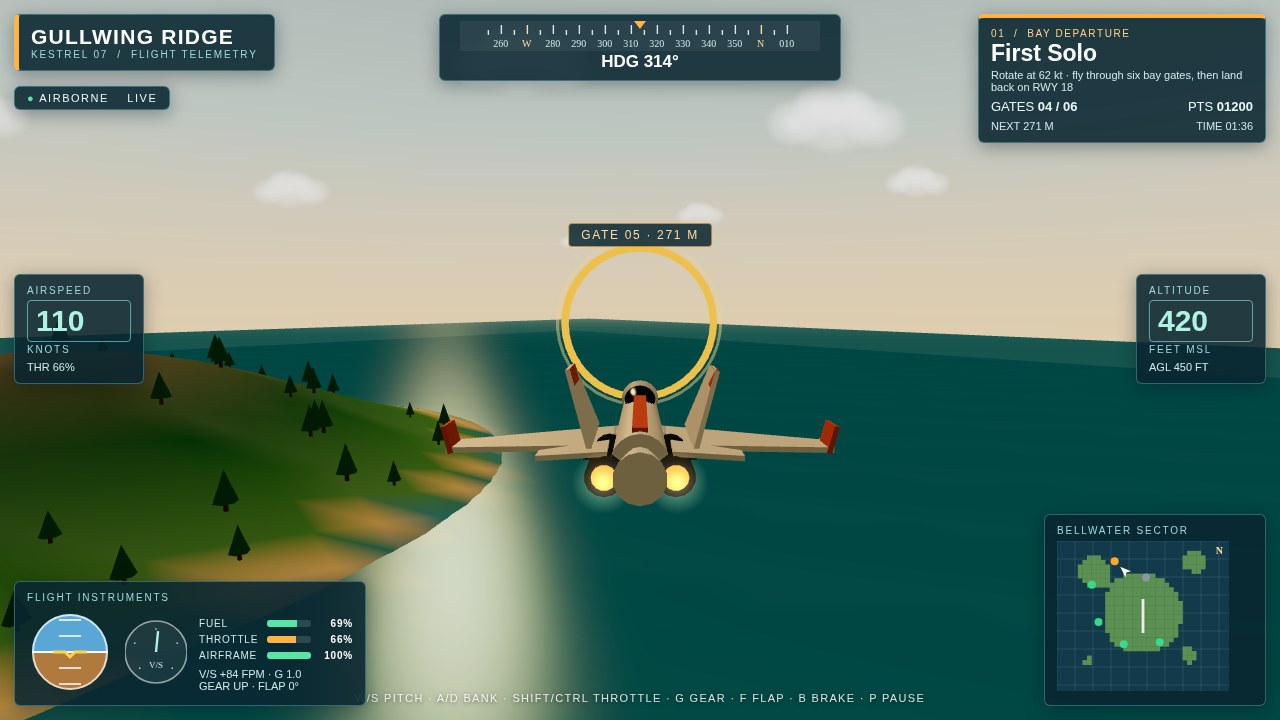 GULLWING RIDGE
KESTREL 07 / FLIGHT TELEMETRY
● AIRBORNE LIVE
260 W 280 290 300 310 320 330 340 350 N 010
HDG 314°
01 / BAY DEPARTURE
First Solo
Rotate at 62 kt · fly through six bay gates, then land
back on RWY 18
GATES 04 / 06 PTS 01200
NEXT 271 M TIME 01:36
GATE 05 · 271 M
AIRSPEED
110
KNOTS
THR 66%
ALTITUDE
420
FEET MSL
AGL 450 FT
BELLWATER SECTOR
N
FLIGHT INSTRUMENTS
V/S
FUEL 69%
THROTTLE 66%
AIRFRAME 100%
V/S +84 FPM · G 1.0
GEAR UP · FLAP 0°
/S PITCH · A/D BANK · SHIFT/CTRL THROTTLE · G GEAR · F FLAP · B BRAKE · P PAUSE